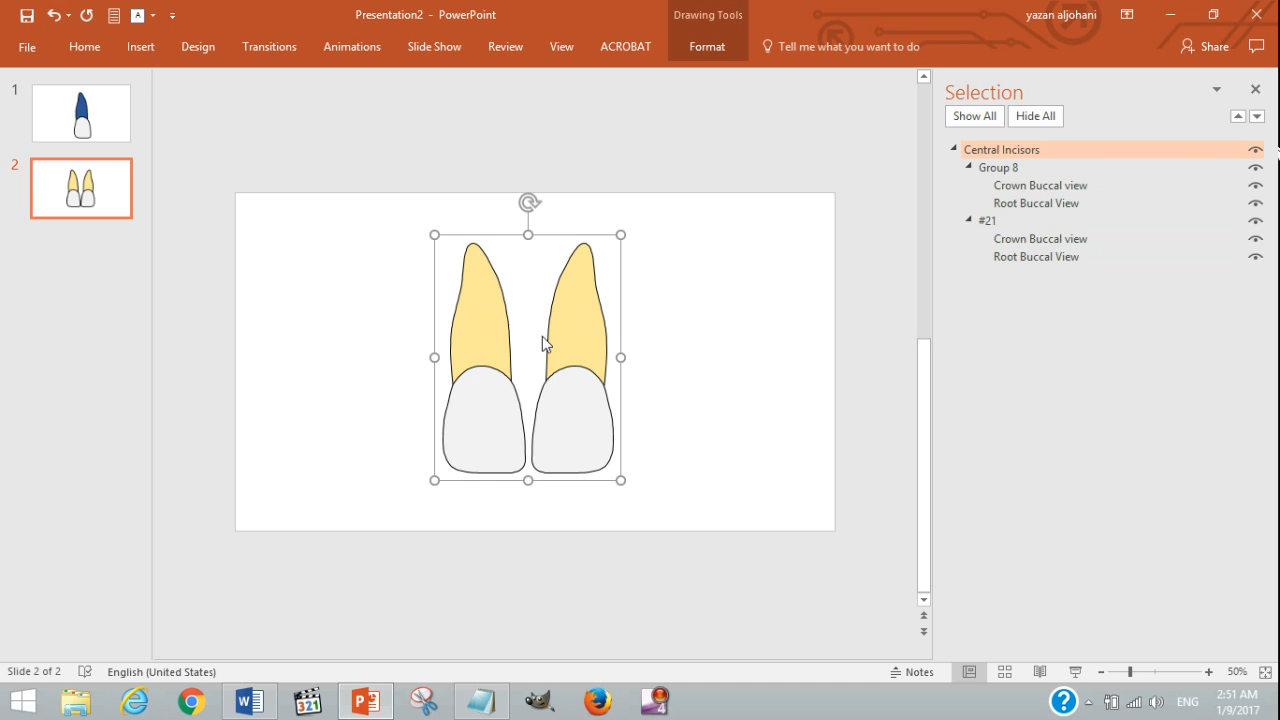 Presentation2 - PowerPoint
Drawing Tools
yazan aljohani
File
Home
Insert
Design
Transitions
Animations
Slide Show
Review
View
ACROBAT
Format
Tell me what you want to do
Share
A
1
2
Selection
Show All
Hide All
Central Incisors
Group 8
Crown Buccal view
Root Buccal View
#21
Crown Buccal view
Root Buccal View
Slide 2 of 2
English (United States)
Notes
50%
321
4
ENG
2:51 AM
1/9/2017